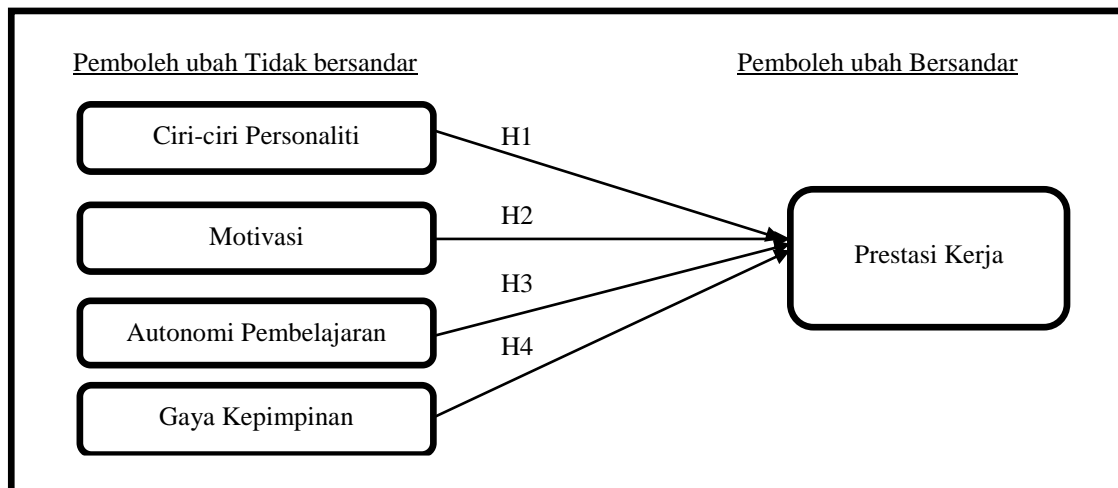 Pemboleh ubah Tidak bersandar
Pemboleh ubah Bersandar
Ciri-ciri Personaliti
H1
Motivasi
H2
Prestasi Kerja
H3
Autonomi Pembelajaran
H4
Gaya Kepimpinan